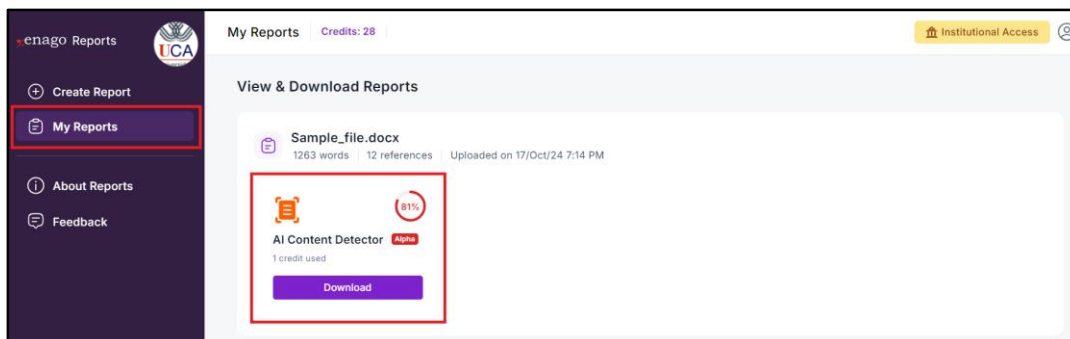 enago Reports
UCA
Create Report
My Reports
About Reports
Feedback
My Reports Credits: 28
Institutional Access
View & Download Reports
Sample_file.docx
1263 words 12 references Uploaded on 17/Oct/24 7:14 PM
81%
AI Content Detector Alpha
1 credit used
Download